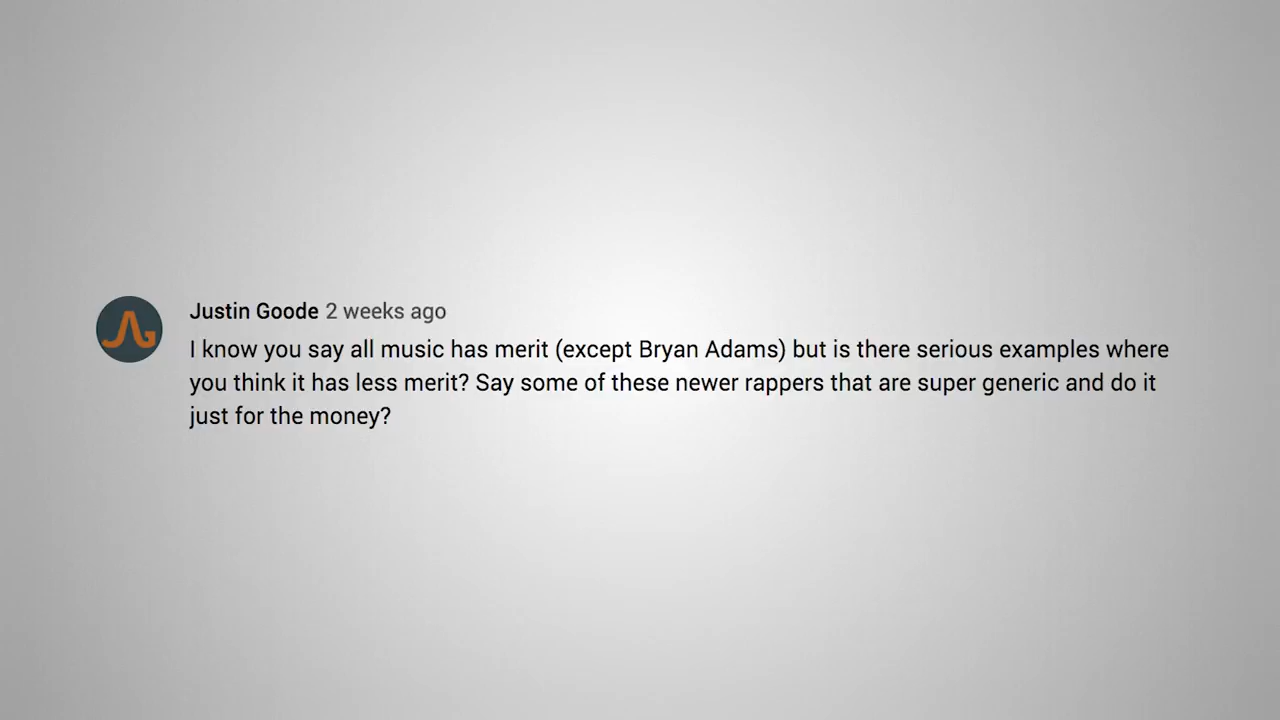 Justin Goode 2 weeks ago
I know you say all music has merit (except Bryan Adams) but is there serious examples where
you think it has less merit? Say some of these newer rappers that are super generic and do it
just for the money?